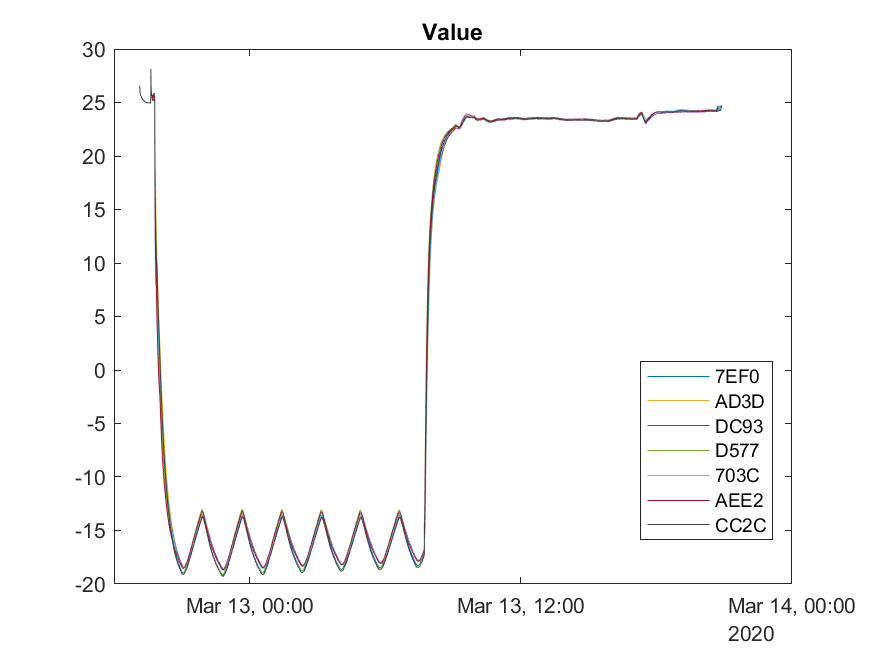 Value
30
25
20
15
10
5
0
-5
-10
-15
-20
7EF0
AD3D
DC93
D577
703C
AEE2
CC2C
Mar 13, 00:00
Mar 13, 12:00
Mar 14, 00:00
2020